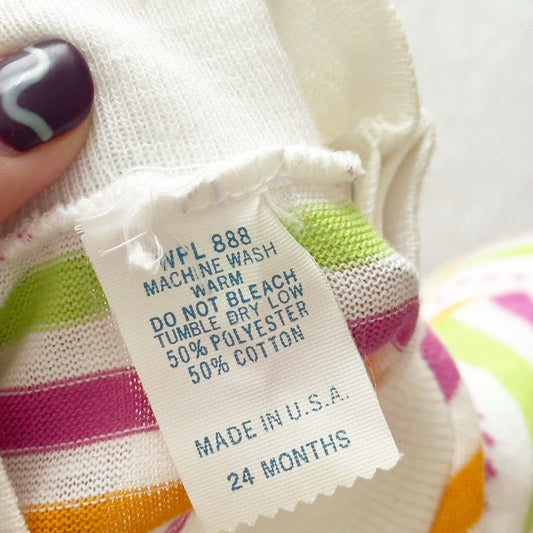 WPL 888
MACHINE WASH
WARM
DO NOT BLEACH
TUMBLE DRY LOW
50% POLYESTER
50% COTTON
MADE IN U.S.A.
24 MONTHS